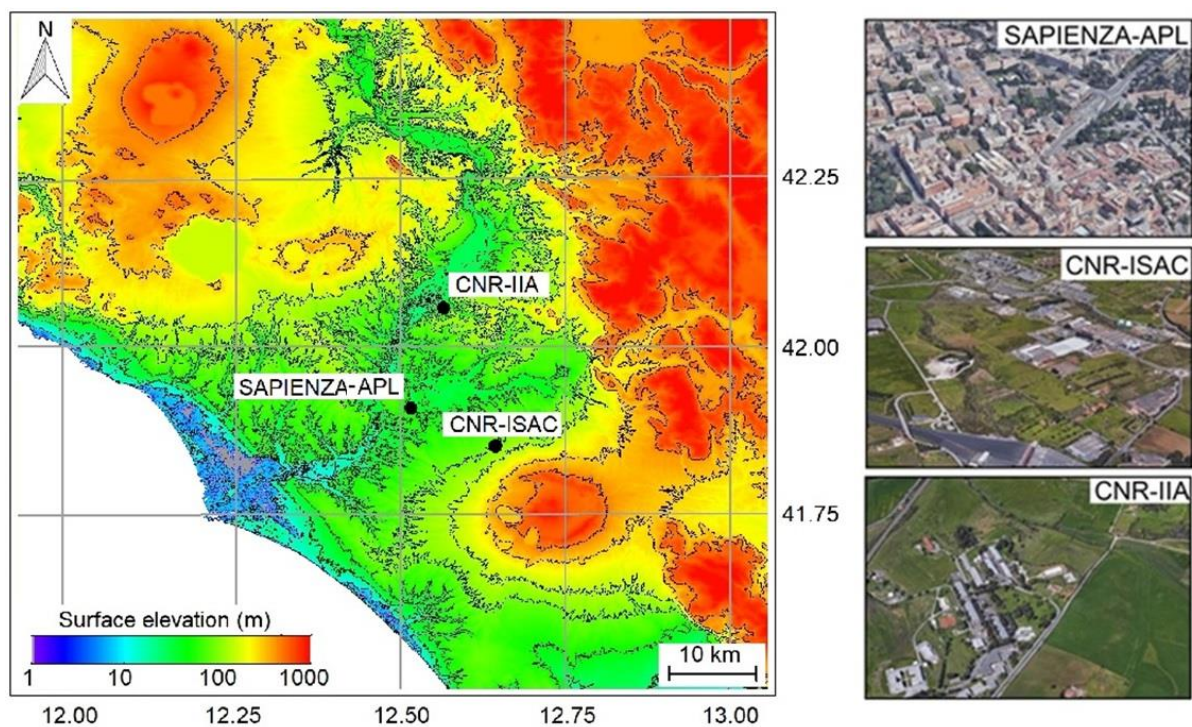 N
CNR-IIA
SAPIENZA-APL
CNR-ISAC
Surface elevation (m)
1 10 100 1000
10 km
42.25
42.00
41.75
12.00 12.25 12.50 12.75 13.00
SAPIENZA-APL
CNR-ISAC
CNR-IIA